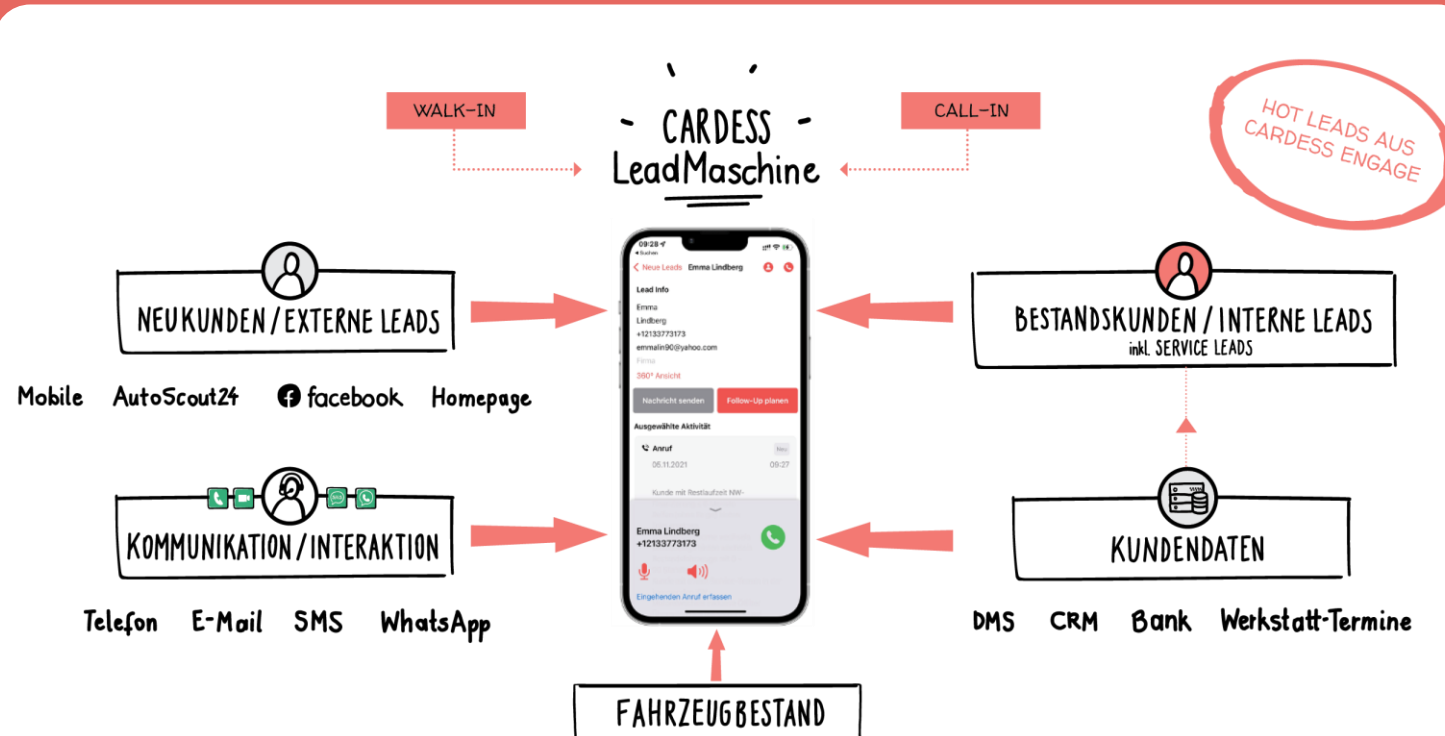 WALK-IN
CARDESS
LeadMaschine
CALL-IN
HOT LEADS AUS
CARDESS ENGAGE
NEUKUNDEN / EXTERNE LEADS
Mobile AutoScout24 facebook Homepage
KOMMUNIKATION / INTERAKTION
Telefon E-Mail SMS WhatsApp
09:28
Suchen
Neue Leads Emma Lindberg
Lead Info
Emma
Lindberg
+12133773173
emmalin90@yahoo.com
Firma
360° Ansicht
Nachricht senden Follow-Up planen
Ausgewählte Aktivität
Anruf Neu
05.11.2021 09:27
Kunde mit Restlaufzeit NW-
Emma Lindberg
+12133773173
Eingehenden Anruf erfassen
BESTANDSKUNDEN / INTERNE LEADS
inkl. SERVICE LEADS
KUNDENDATEN
DMS CRM Bank Werkstatt-Termine
FAHRZEUGBESTAND